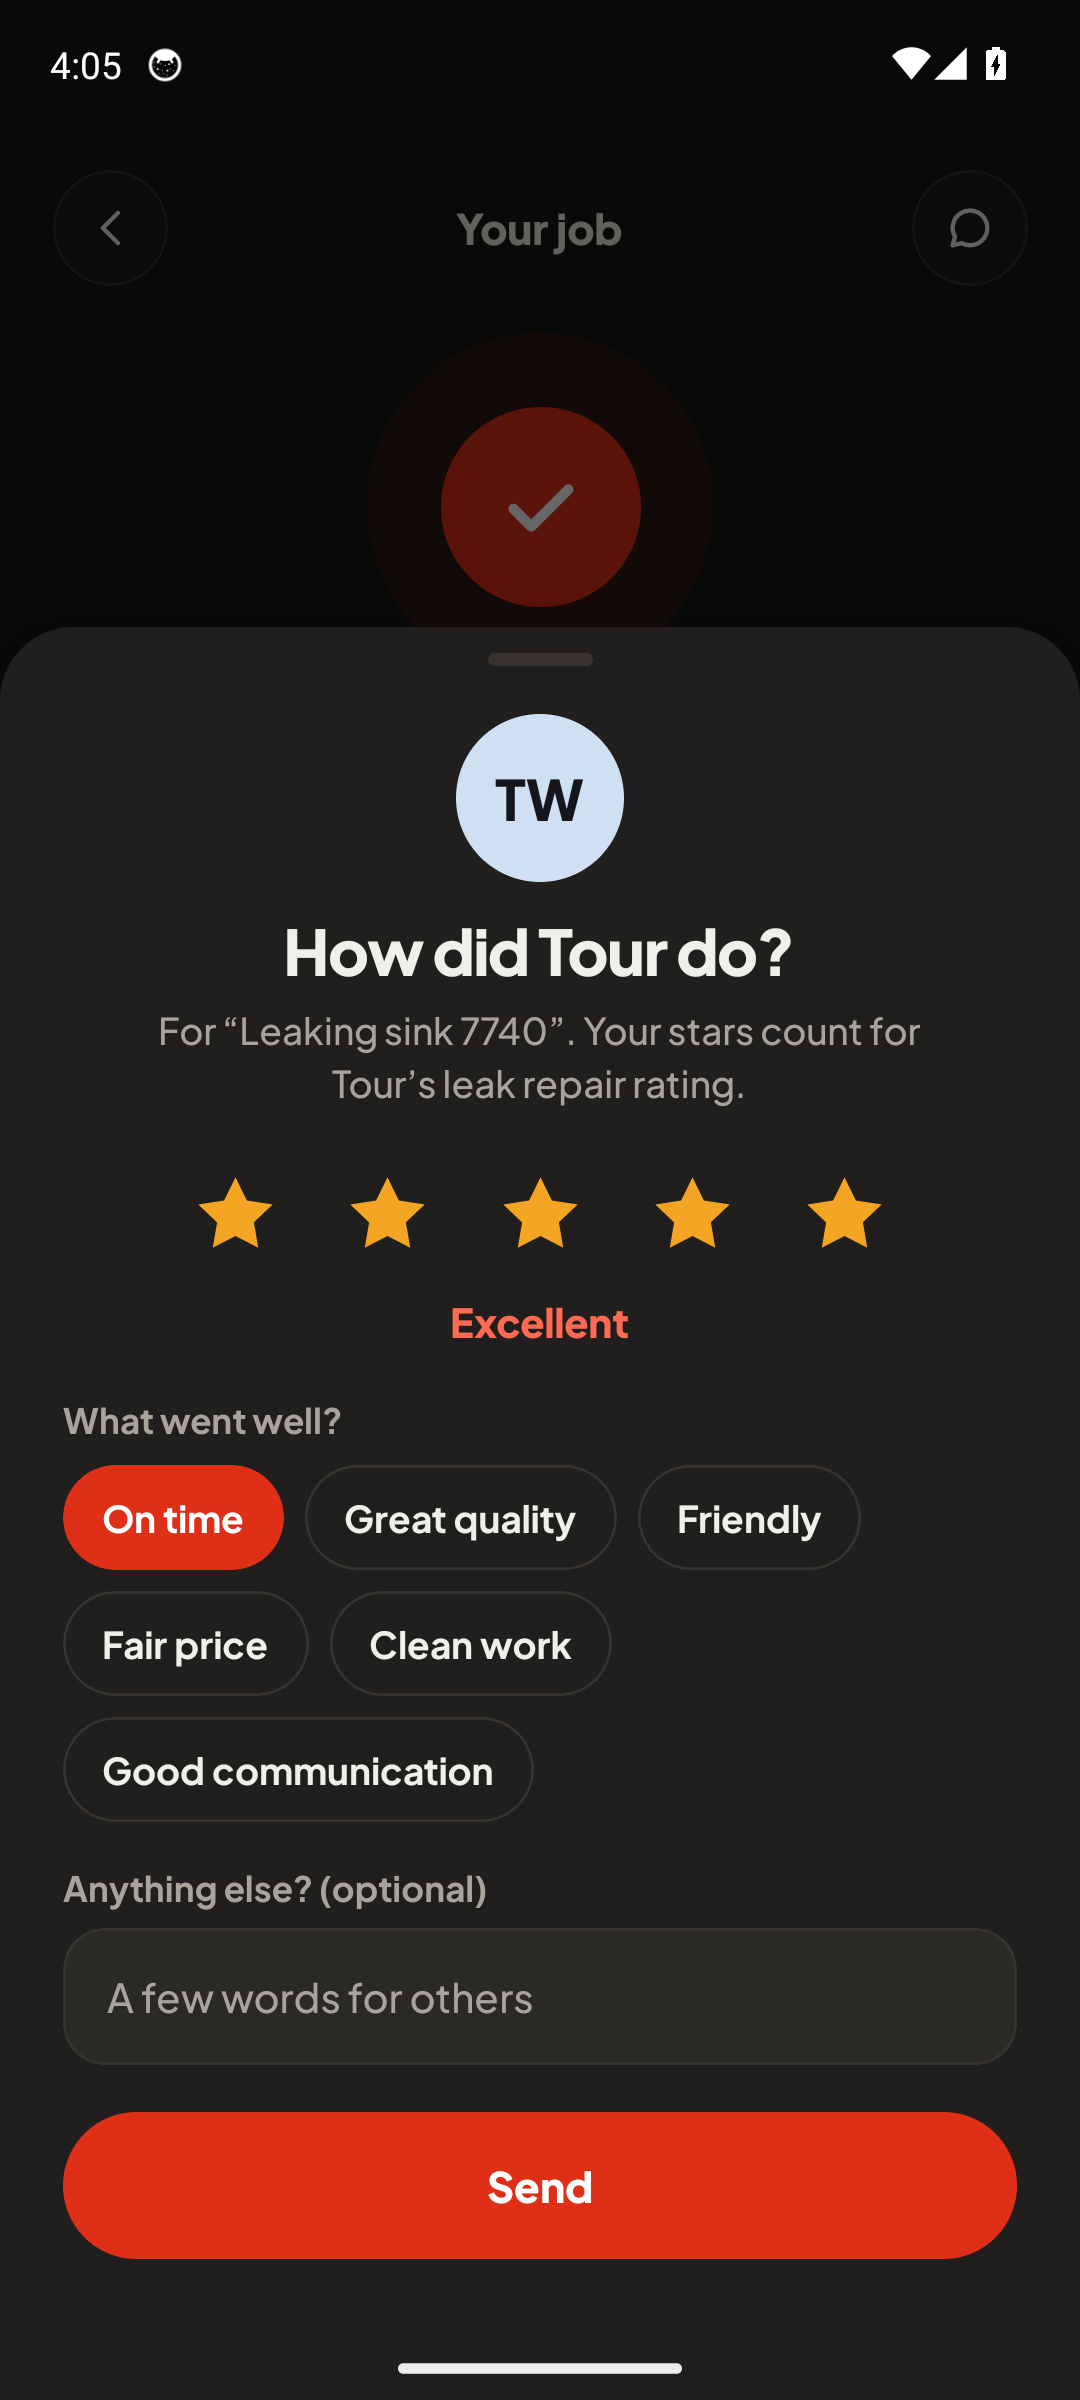 4:05
Your job
TW
How did Tour do?
For “Leaking sink 7740”. Your stars count for
Tour’s leak repair rating.
Excellent
What went well?
On time
Great quality
Friendly
Fair price
Clean work
Good communication
Anything else? (optional)
A few words for others
Send